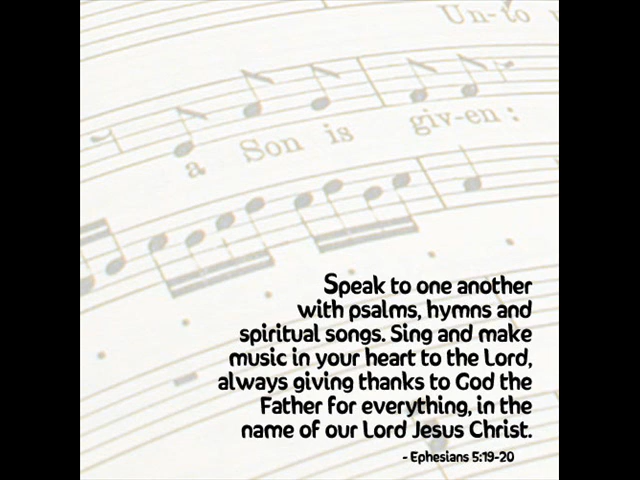 Un-to
a Son is giv-en:
Speak to one another
with psalms, hymns and
spiritual songs. Sing and make
music in your heart to the Lord,
always giving thanks to God the
Father for everything, in the
name of our Lord Jesus Christ.
- Ephesians 5:19-20